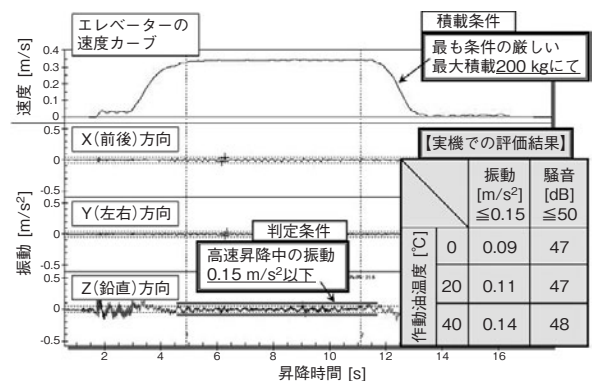 エレベーターの
速度カーブ
積載条件
最も条件の厳しい
最大積載200 kgにて
速度 [m/s]
0.4
0.3
0.2
0.1
0
X(前後)方向
0.5
0
-0.5
Y(左右)方向
0.5
0
-0.5
Z(鉛直)方向
0.5
0
-0.5
振動 [m/s²]
判定条件
高速昇降中の振動
0.15 m/s²以下
【実機での評価結果】
振動 騒音
[m/s²] [dB]
≦0.15 ≦50
作動油温度 [℃]
0 0.09 47
20 0.11 47
40 0.14 48
2 4 6 8 10 12 14 16
昇降時間 [s]